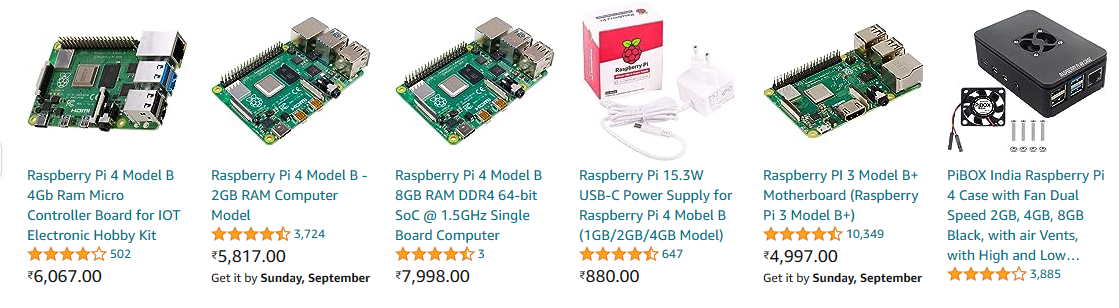 Raspberry Pi 4 Model B
4Gb Ram Micro
Controller Board for IOT
Electronic Hobby Kit
502
₹6,067.00
Raspberry Pi 4 Model B -
2GB RAM Computer
Model
3,724
₹5,817.00
Get it by Sunday, September
Raspberry Pi 4 Model B
8GB RAM DDR4 64-bit
SoC @ 1.5GHz Single
Board Computer
3
₹7,998.00
Raspberry Pi
Raspberry Pi 15.3W
USB-C Power Supply for
Raspberry Pi 4 Mobel B
(1GB/2GB/4GB Model)
647
₹880.00
Raspberry PI 3 Model B+
Motherboard (Raspberry
Pi 3 Model B+)
10,349
₹4,997.00
Get it by Sunday, September
PiBOX
PiBOX India Raspberry Pi
4 Case with Fan Dual
Speed 2GB, 4GB, 8GB
Black, with air Vents,
with High and Low...
3,885